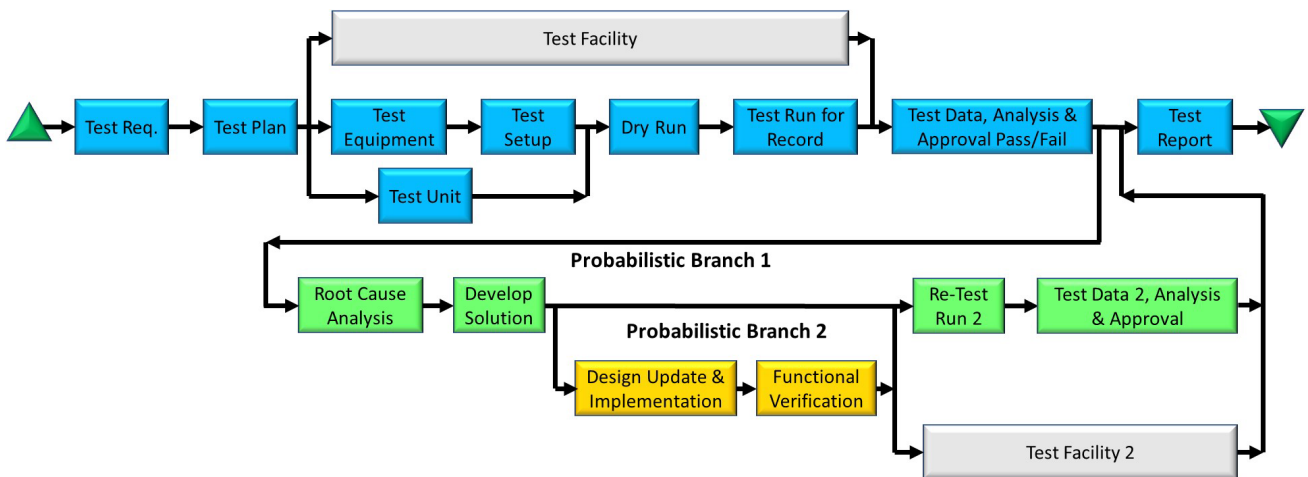 Test Facility
Test Req.
Test Plan
Test
Equipment
Test
Setup
Dry Run
Test Run for
Record
Test Data, Analysis &
Approval Pass/Fail
Test
Report
Test Unit
Probabilistic Branch 1
Root Cause
Analysis
Develop
Solution
Re-Test
Run 2
Test Data 2, Analysis
& Approval
Probabilistic Branch 2
Design Update &
Implementation
Functional
Verification
Test Facility 2